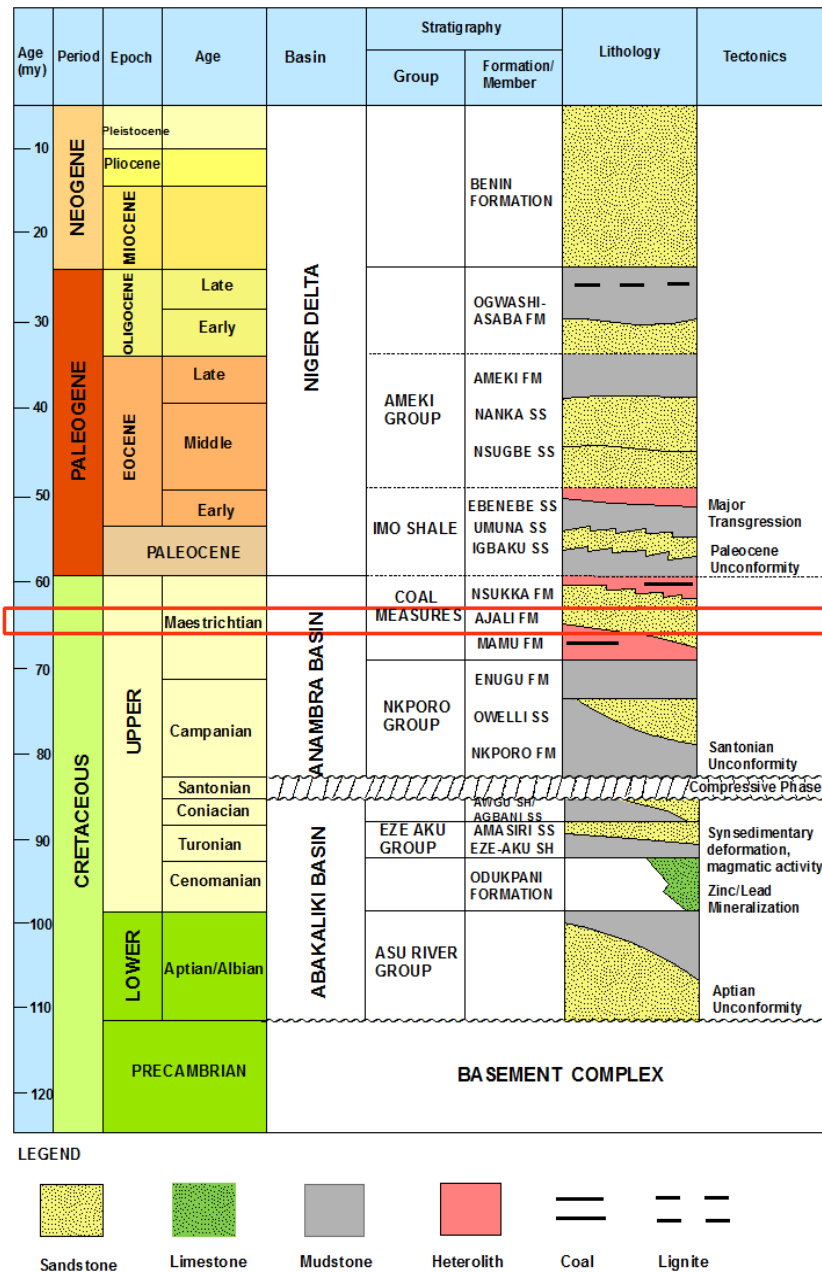 Age (my)
Period
Epoch
Age
Basin
Stratigraphy
Group
Formation/
Member
Lithology
Tectonics
10
20
30
40
50
60
70
80
90
100
110
120
NEOGENE
PALEOGENE
CRETACEOUS
Pleistocene
Pliocene
MIOCENE
OLIGOCENE
EOCENE
PALEOCENE
UPPER
LOWER
PRECAMBRIAN
Late
Early
Late
Middle
Early
Maestrichtian
Campanian
Santonian
Coniacian
Turonian
Cenomanian
Aptian/Albian
NIGER DELTA
ANAMBRA BASIN
ABAKALIKI BASIN
AMEKI
GROUP
IMO SHALE
COAL
MEASURES
NKPORO
GROUP
EZE AKU
GROUP
ASU RIVER
GROUP
BENIN
FORMATION
OGWASHI-
ASABA FM
AMEKI FM
NANKA SS
NSUGBE SS
EBENEBE SS
UMUNA SS
IGBAKU SS
NSUKKA FM
AJALI FM
MAMU FM
ENUGU FM
OWELLI SS
NKPORO FM
AWGU SH/
AGBANI SS
AMASIRI SS
EZE-AKU SH
ODUKPANI
FORMATION
Major
Transgression
Paleocene
Unconformity
Santonian
Unconformity
Compressive Phase
Synsedimentary
deformation,
magmatic activity
Zinc/Lead
Mineralization
Aptian
Unconformity
BASEMENT COMPLEX
LEGEND
Sandstone
Limestone
Mudstone
Heterolith
Coal
Lignite